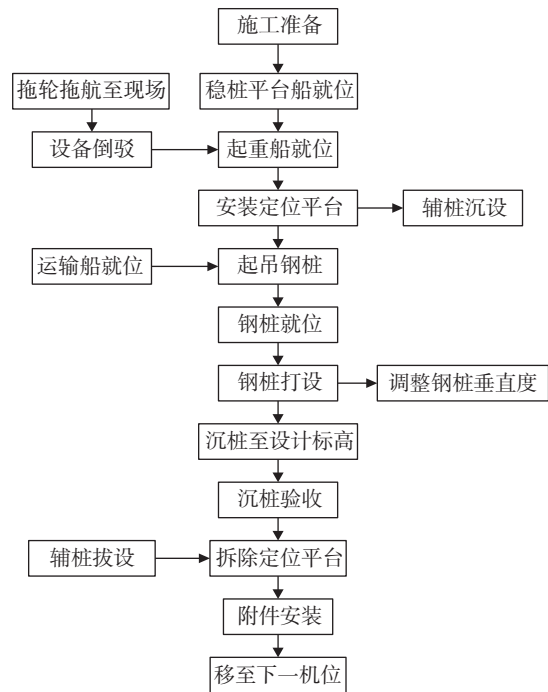 施工准备
拖轮拖航至现场
稳桩平台船就位
设备倒驳
起重船就位
安装定位平台
辅桩沉设
运输船就位
起吊钢桩
钢桩就位
钢桩打设
调整钢桩垂直度
沉桩至设计标高
沉桩验收
辅桩拔设
拆除定位平台
附件安装
移至下一机位